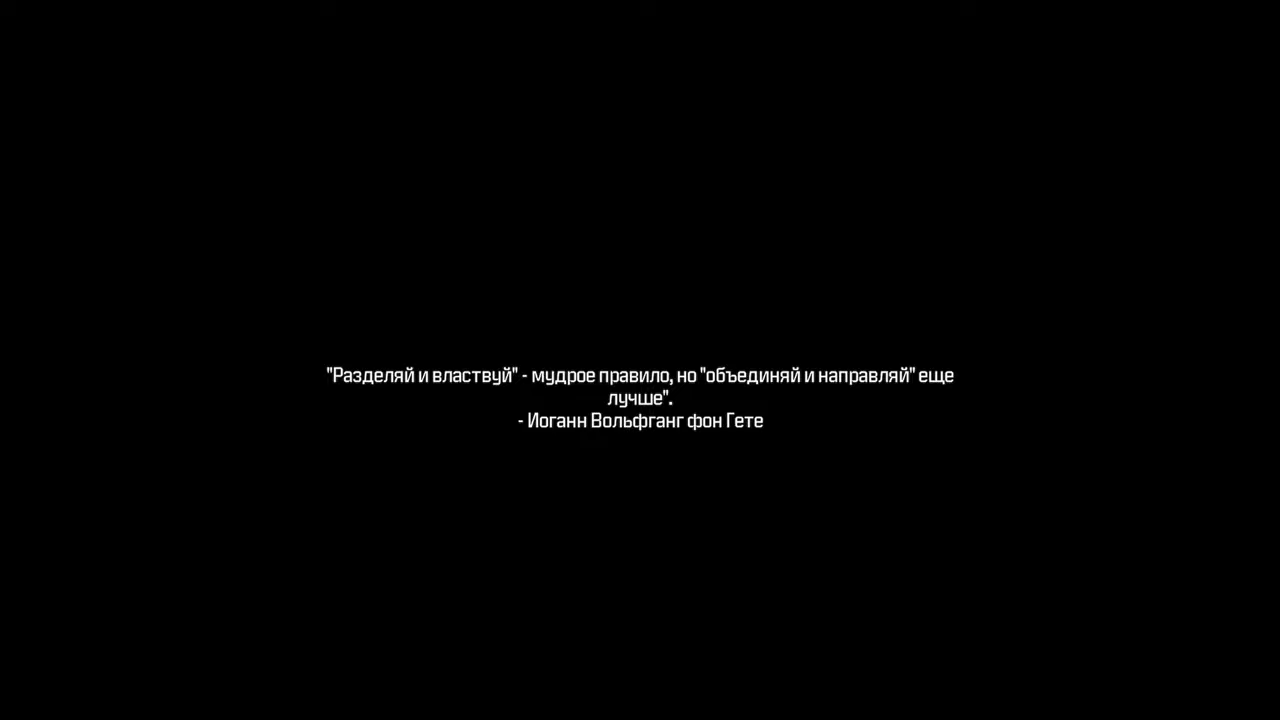 "Разделяй и властвуй" - мудрое правило, но "объединяй и направляй" еще
лучше".
- Иоганн Вольфганг фон Гете